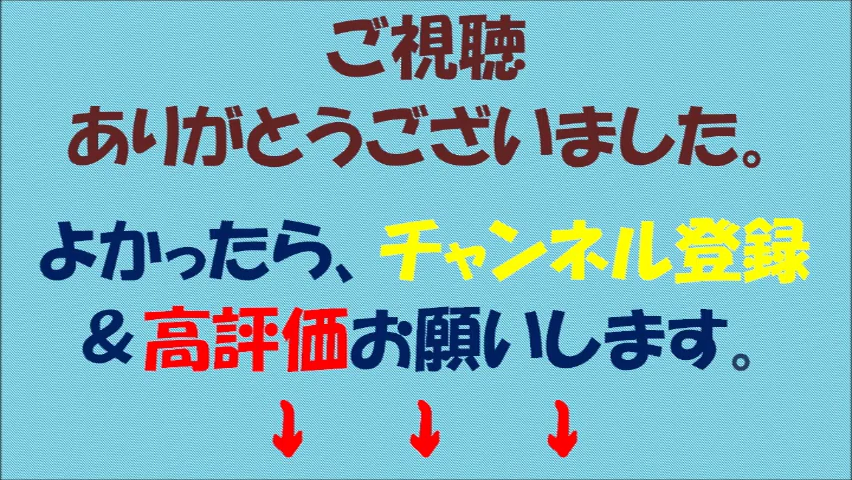 ご視聴
ありがとうございました。
よかったら、チャンネル登録
＆高評価お願いします。
↓ ↓ ↓